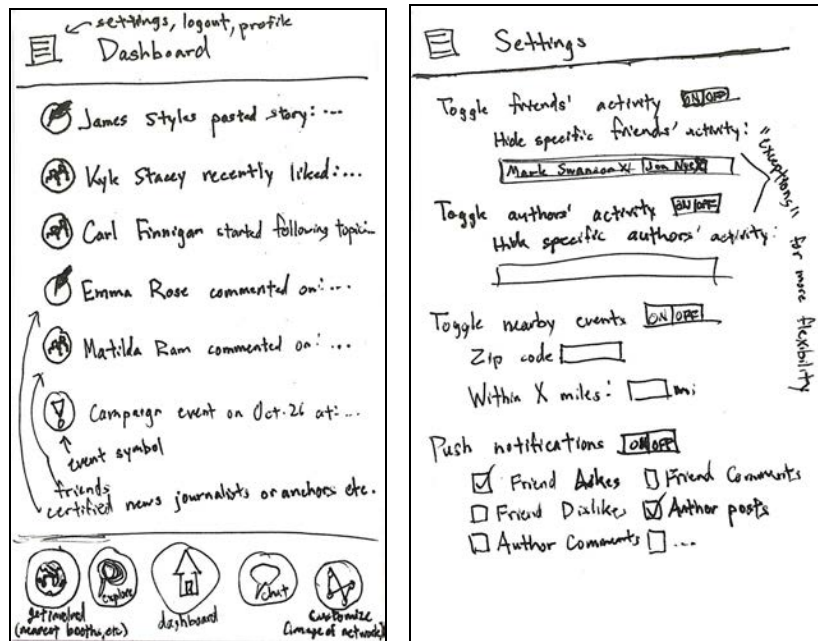 settings, logout, profile
Dashboard
James Styles posted story: ...
Kyle Stacey recently liked: ...
Carl Finnigan started following topic...
Emma Rose commented on: ...
Matilda Ram commented on: ...
Campaign event on Oct. 26 at: ...
event symbol
friends
certified news journalists or anchors etc.
get involved
(nearest booths, etc)
explore
dashboard
chat
customize
(image of network)
Settings
Toggle friends' activity ON OFF
Hide specific friends' activity:
Mark Swanson X Jon Nye X
Toggle authors' activity ON OFF
Hide specific authors' activity:
"exceptions" for more flexibility
Toggle nearby events ON OFF
Zip code
Within X miles: mi
Push notifications ON OFF
Friend Likes Friend Comments
Friend Dislikes Author posts
Author Comments ...